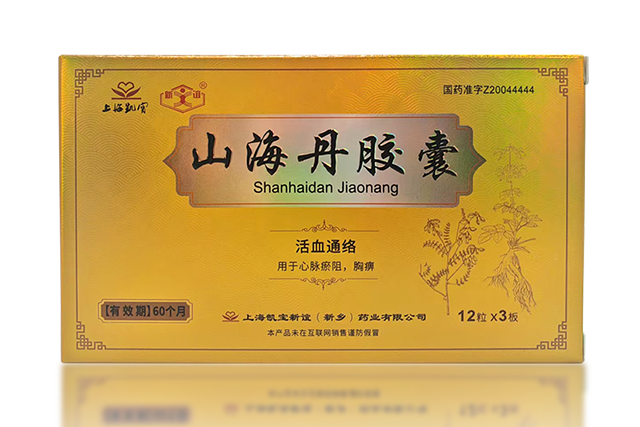 上海凯宝
新谊®
国药准字Z20044444
山海丹胶囊
Shanhaidan Jiaonang
活血通络
用于心脉瘀阻，胸痹
【有效期】60个月
上海凯宝新谊（新乡）药业有限公司
12粒 x3板
本产品未在互联网销售谨防假冒